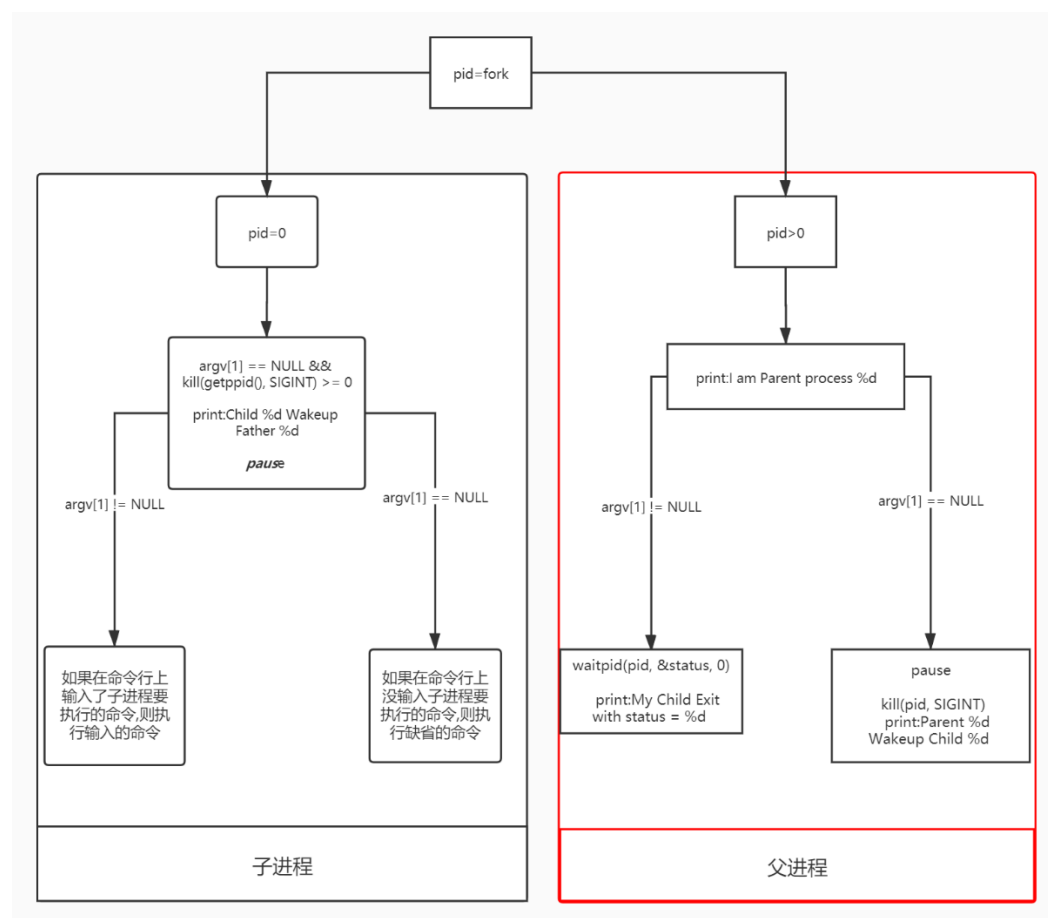 pid=fork
pid=0
argv[1] == NULL &&
kill(getppid(), SIGINT) >= 0
print:Child %d Wakeup
Father %d
pause
argv[1] != NULL
argv[1] == NULL
如果在命令行上
输入了子进程要
执行的命令,则执
行输入的命令
如果在命令行上
没输入子进程要
执行的命令,则执
行缺省的命令
子进程
pid>0
print:I am Parent process %d
argv[1] != NULL
argv[1] == NULL
waitpid(pid, &status, 0)
print:My Child Exit
with status = %d
pause
kill(pid, SIGINT)
print:Parent %d
Wakeup Child %d
父进程